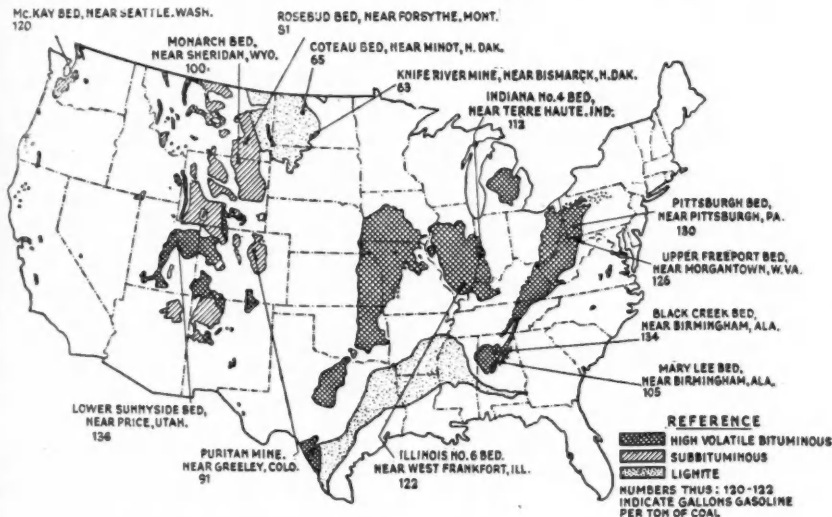 Mc.KAY BED, NEAR SEATTLE, WASH.
120
MONARCH BED,
NEAR SHERIDAN, WYO.
100
ROSEBUD BED, NEAR FORSYTHE, MONT.
91
COTEAU BED, NEAR MINOT, N. DAK.
65
KNIFE RIVER MINE, NEAR BISMARCK, N. DAK.
63
INDIANA No. 4 BED,
NEAR TERRE HAUTE. IND.
112
PITTSBURGH BED,
NEAR PITTSBURGH, PA.
130
UPPER FREEPORT BED,
NEAR MORGANTOWN, W. VA.
126
BLACK CREEK BED,
NEAR BIRMINGHAM, ALA.
134
MARY LEE BED,
NEAR BIRMINGHAM, ALA.
105
LOWER SUNNYSIDE BED,
NEAR PRICE, UTAH.
136
PURITAN MINE.
NEAR GREELEY, COLO.
91
ILLINOIS NO. 6 BED.
NEAR WEST FRANKFORT, ILL.
122
REFERENCE
HIGH VOLATILE BITUMINOUS
SUBBITUMINOUS
LIGNITE
NUMBERS THUS: 120-122
INDICATE GALLONS GASOLINE
PER TON OF COAL